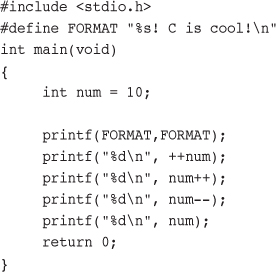 #include <stdio.h>
#define FORMAT "%s! C is cool!\n"
int main(void)
{
     int num = 10;

     printf(FORMAT,FORMAT);
     printf("%d\n", ++num);
     printf("%d\n", num++);
     printf("%d\n", num--);
     printf("%d\n", num);
     return 0;
}